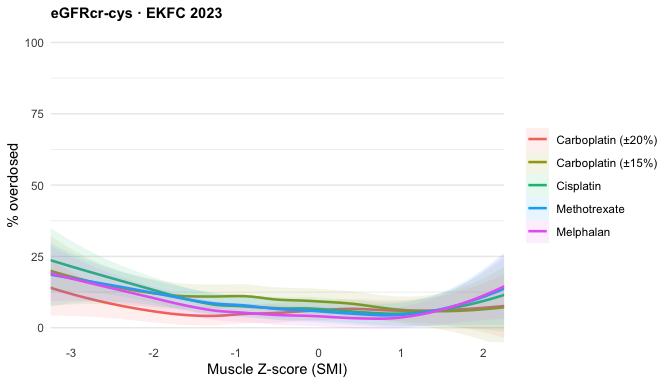 eGFRcr-cys · EKFC 2023
100
75
50
25
0
% overdosed
-3 -2 -1 0 1 2
Muscle Z-score (SMI)
Carboplatin (±20%)
Carboplatin (±15%)
Cisplatin
Methotrexate
Melphalan